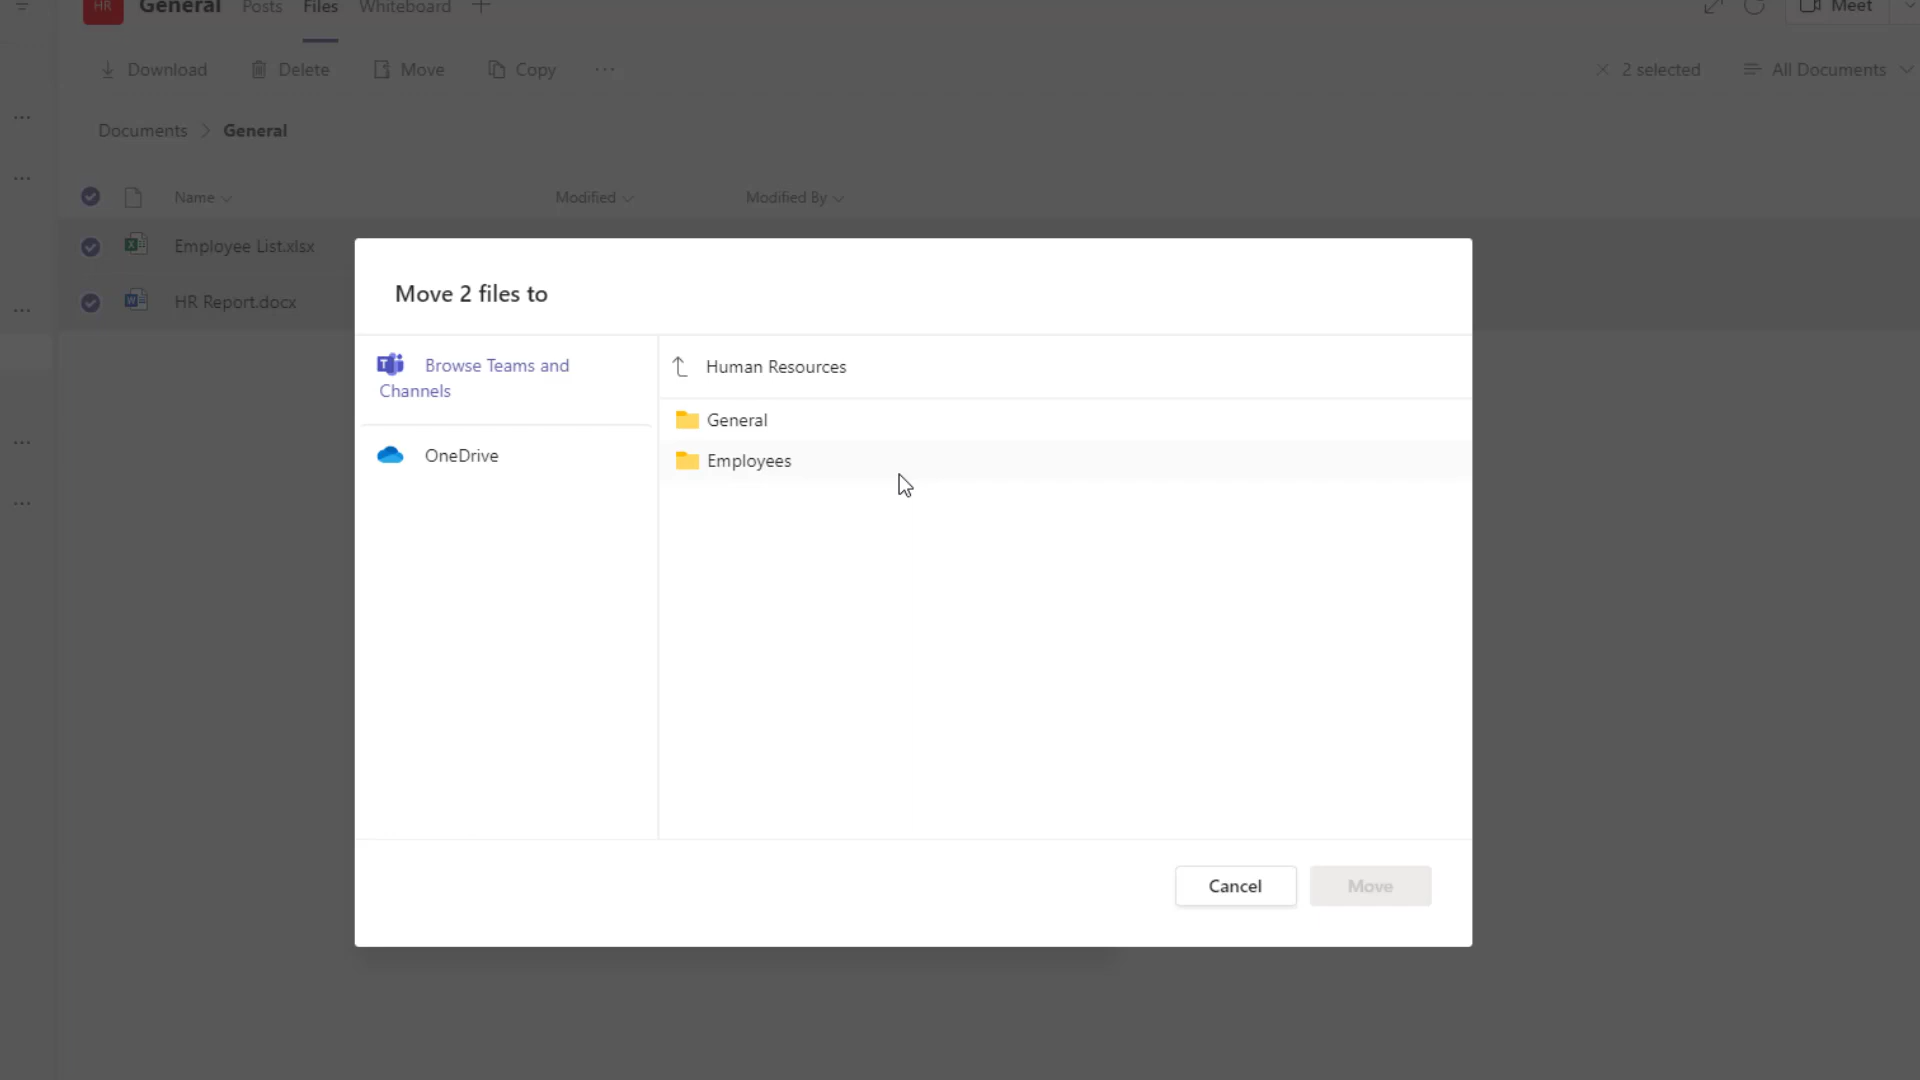 HR General Posts Files Whiteboard Meet
Download Delete Move Copy 2 selected All Documents
Documents General
Name Modified Modified By
Employee List.xlsx
HR Report.docx
Move 2 files to
Browse Teams and
Channels
OneDrive
Human Resources
General
Employees
Cancel Move